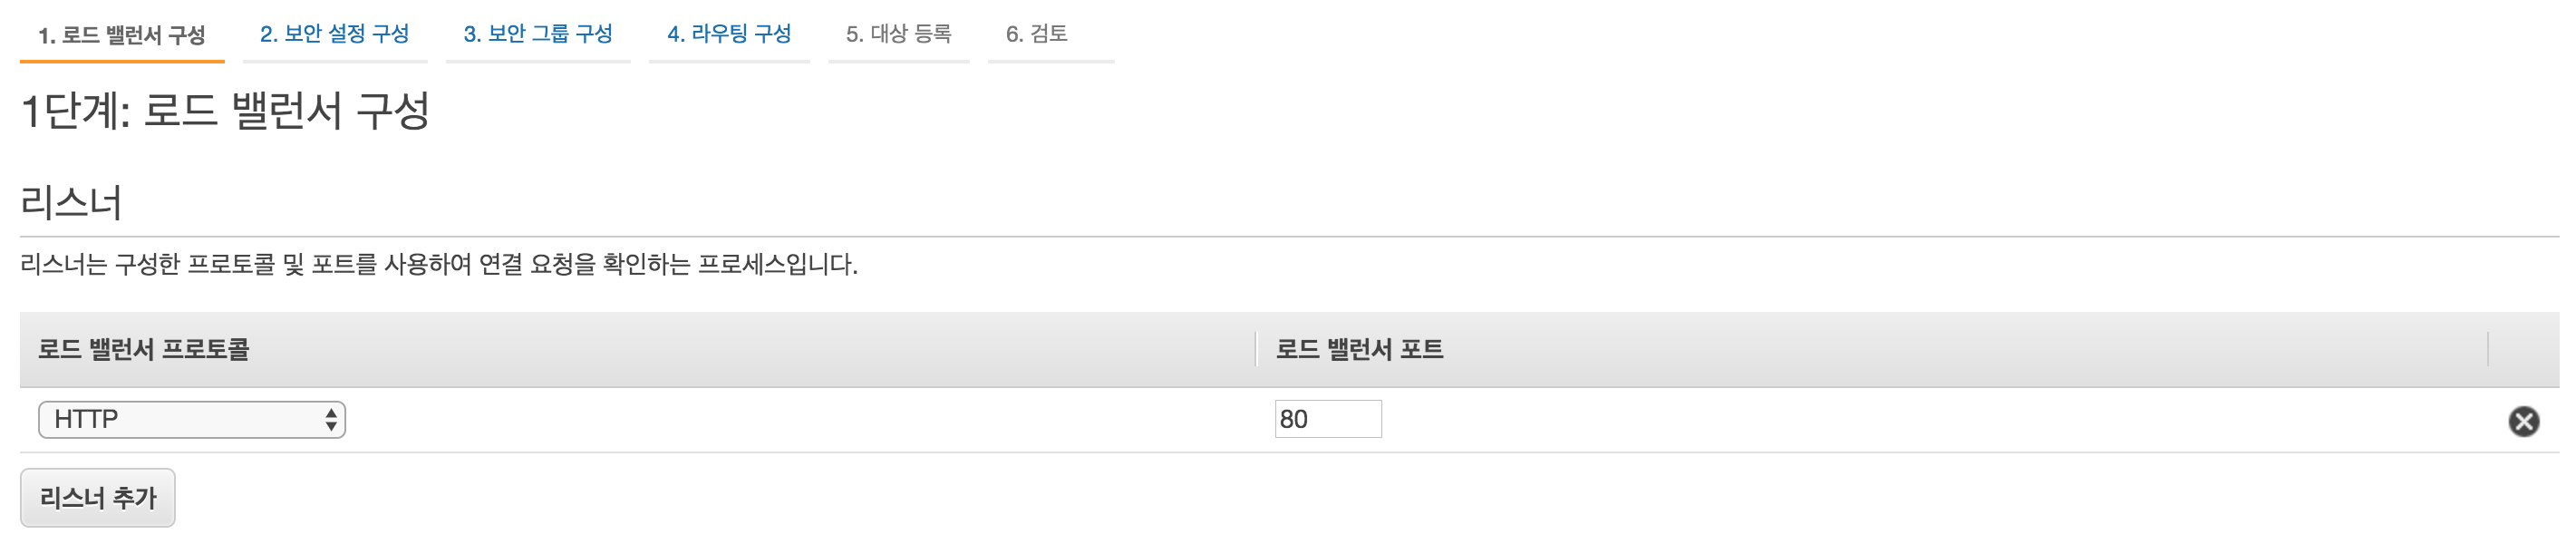 1. 로드 밸런서 구성 2. 보안 설정 구성 3. 보안 그룹 구성 4. 라우팅 구성 5. 대상 등록 6. 검토
1단계: 로드 밸런서 구성
리스너
리스너는 구성한 프로토콜 및 포트를 사용하여 연결 요청을 확인하는 프로세스입니다.
로드 밸런서 프로토콜 로드 밸런서 포트
HTTP 80
리스너 추가